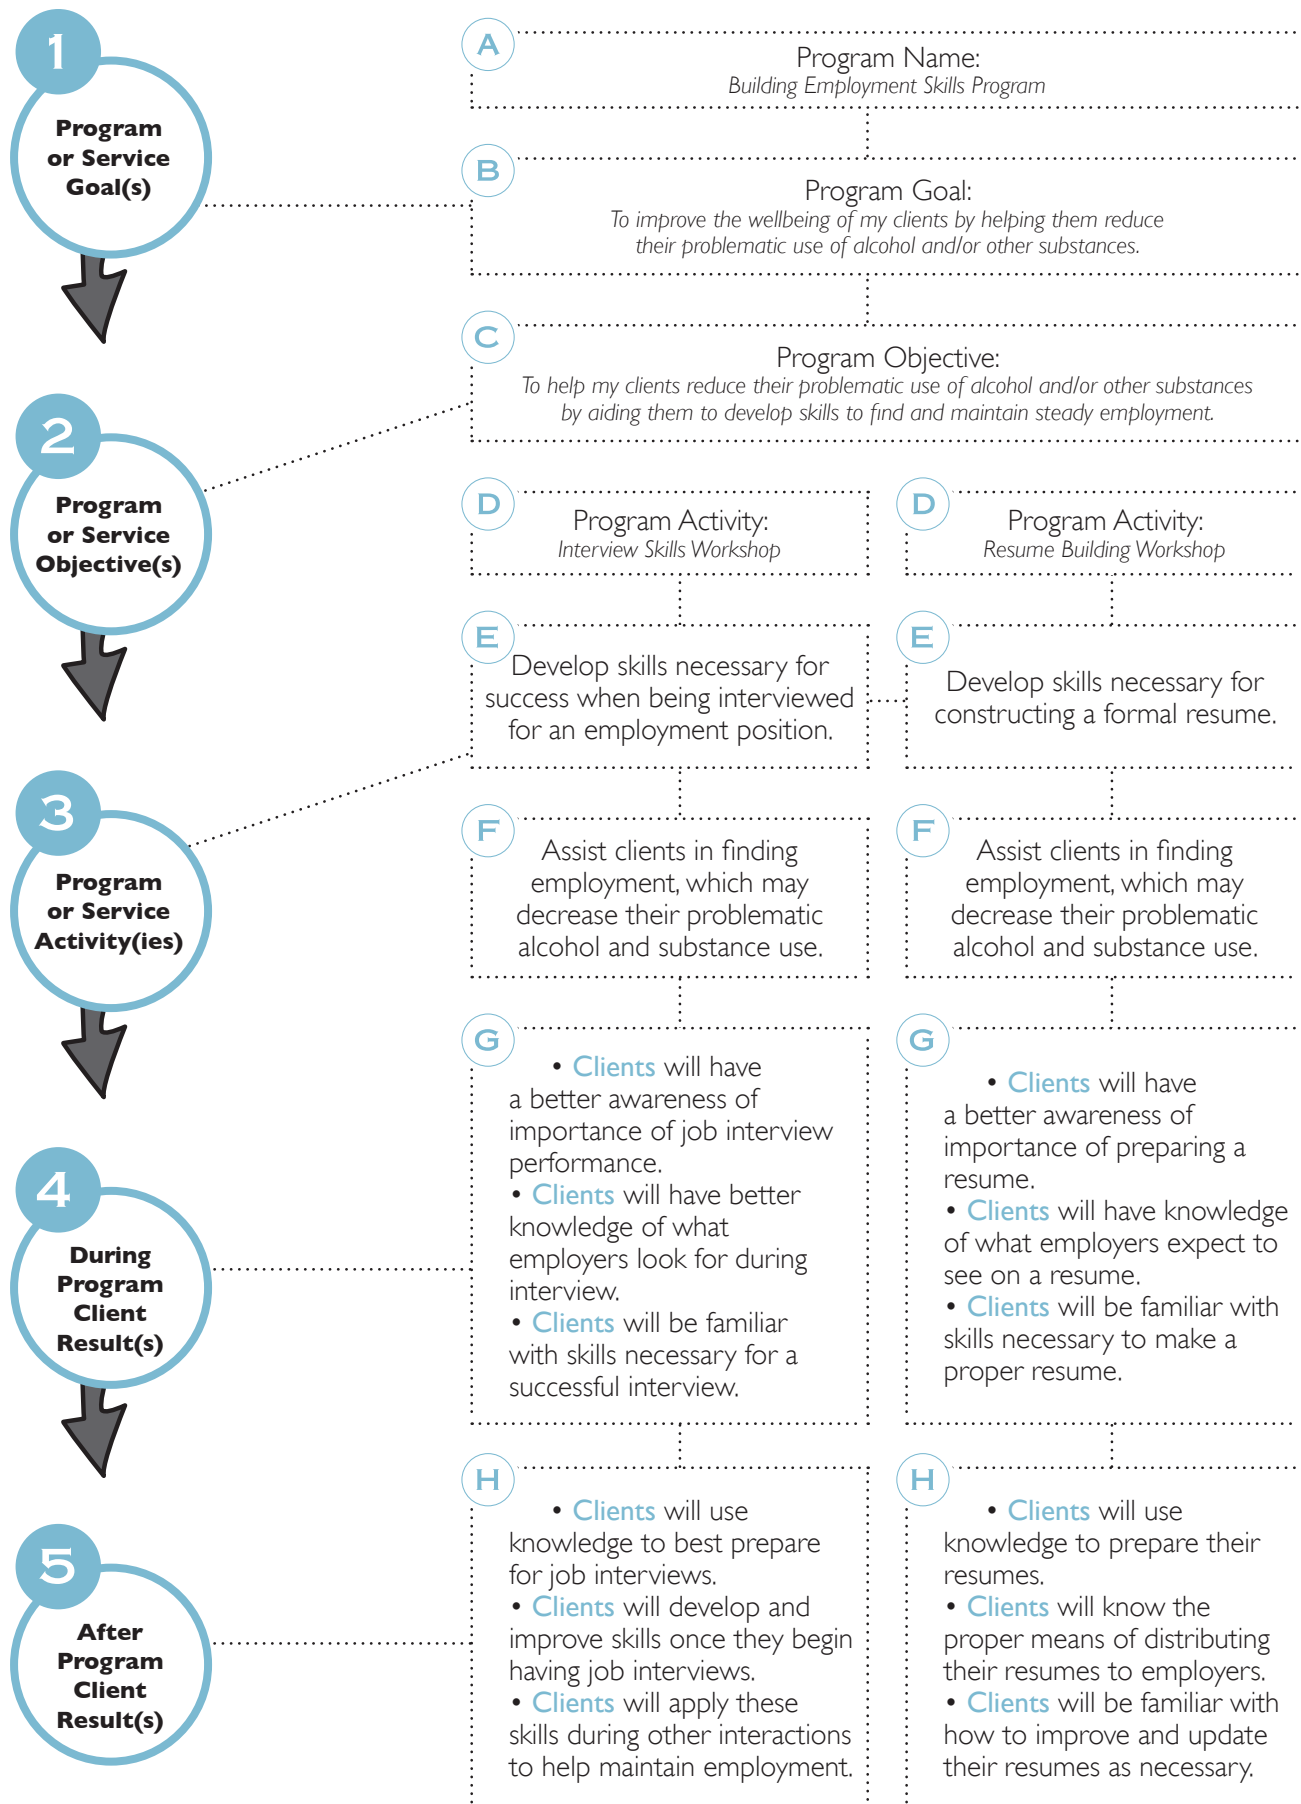 1
Program
or Service
Goal(s)
A
Program Name:
Building Employment Skills Program
B
Program Goal:
To improve the wellbeing of my clients by helping them reduce
their problematic use of alcohol and/or other substances.
C
Program Objective:
To help my clients reduce their problematic use of alcohol and/or other substances
by aiding them to develop skills to find and maintain steady employment.
2
Program
or Service
Objective(s)
D
Program Activity:
Interview Skills Workshop
D
Program Activity:
Resume Building Workshop
E
Develop skills necessary for
success when being interviewed
for an employment position.
E
Develop skills necessary for
constructing a formal resume.
3
Program
or Service
Activity(ies)
F
Assist clients in finding
employment, which may
decrease their problematic
alcohol and substance use.
F
Assist clients in finding
employment, which may
decrease their problematic
alcohol and substance use.
4
During
Program
Client
Result(s)
G
• Clients will have
a better awareness of
importance of job interview
performance.
• Clients will have better
knowledge of what
employers look for during
interview.
• Clients will be familiar
with skills necessary for a
successful interview.
G
• Clients will have
a better awareness of
importance of preparing a
resume.
• Clients will have knowledge
of what employers expect to
see on a resume.
• Clients will be familiar with
skills necessary to make a
proper resume.
5
After
Program
Client
Result(s)
H
• Clients will use
knowledge to best prepare
for job interviews.
• Clients will develop and
improve skills once they begin
having job interviews.
• Clients will apply these
skills during other interactions
to help maintain employment.
H
• Clients will use
knowledge to prepare their
resumes.
• Clients will know the
proper means of distributing
their resumes to employers.
• Clients will be familiar with
how to improve and update
their resumes as necessary.